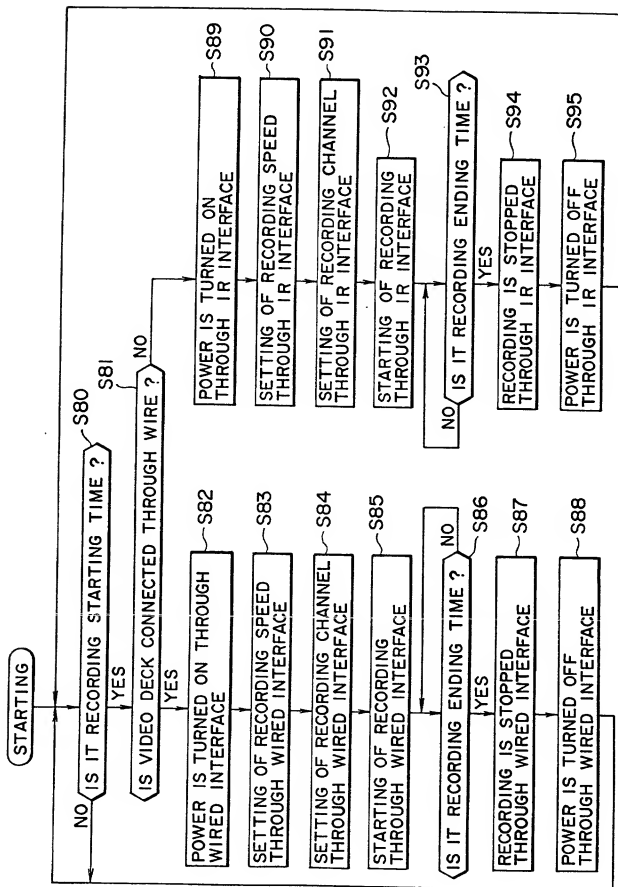 STARTING
S80
IS IT RECORDING STARTING TIME ?
NO
YES
S81
IS VIDEO DECK CONNECTED THROUGH WIRE ?
NO
YES
S82
POWER IS TURNED ON THROUGH
WIRED INTERFACE
S83
SETTING OF RECORDING SPEED
THROUGH WIRED INTERFACE
S84
SETTING OF RECORDING CHANNEL
THROUGH WIRED INTERFACE
S85
STARTING OF RECORDING
THROUGH WIRED INTERFACE
NO
S86
IS IT RECORDING ENDING TIME ?
YES
S87
RECORDING IS STOPPED
THROUGH WIRED INTERFACE
S88
POWER IS TURNED OFF
THROUGH WIRED INTERFACE
S89
POWER IS TURNED ON
THROUGH IR INTERFACE
S90
SETTING OF RECORDING SPEED
THROUGH IR INTERFACE
S91
SETTING OF RECORDING CHANNEL
THROUGH IR INTERFACE
S92
STARTING OF RECORDING
THROUGH IR INTERFACE
S93
IS IT RECORDING ENDING TIME ?
NO
YES
S94
RECORDING IS STOPPED
THROUGH IR INTERFACE
S95
POWER IS TURNED OFF
THROUGH IR INTERFACE